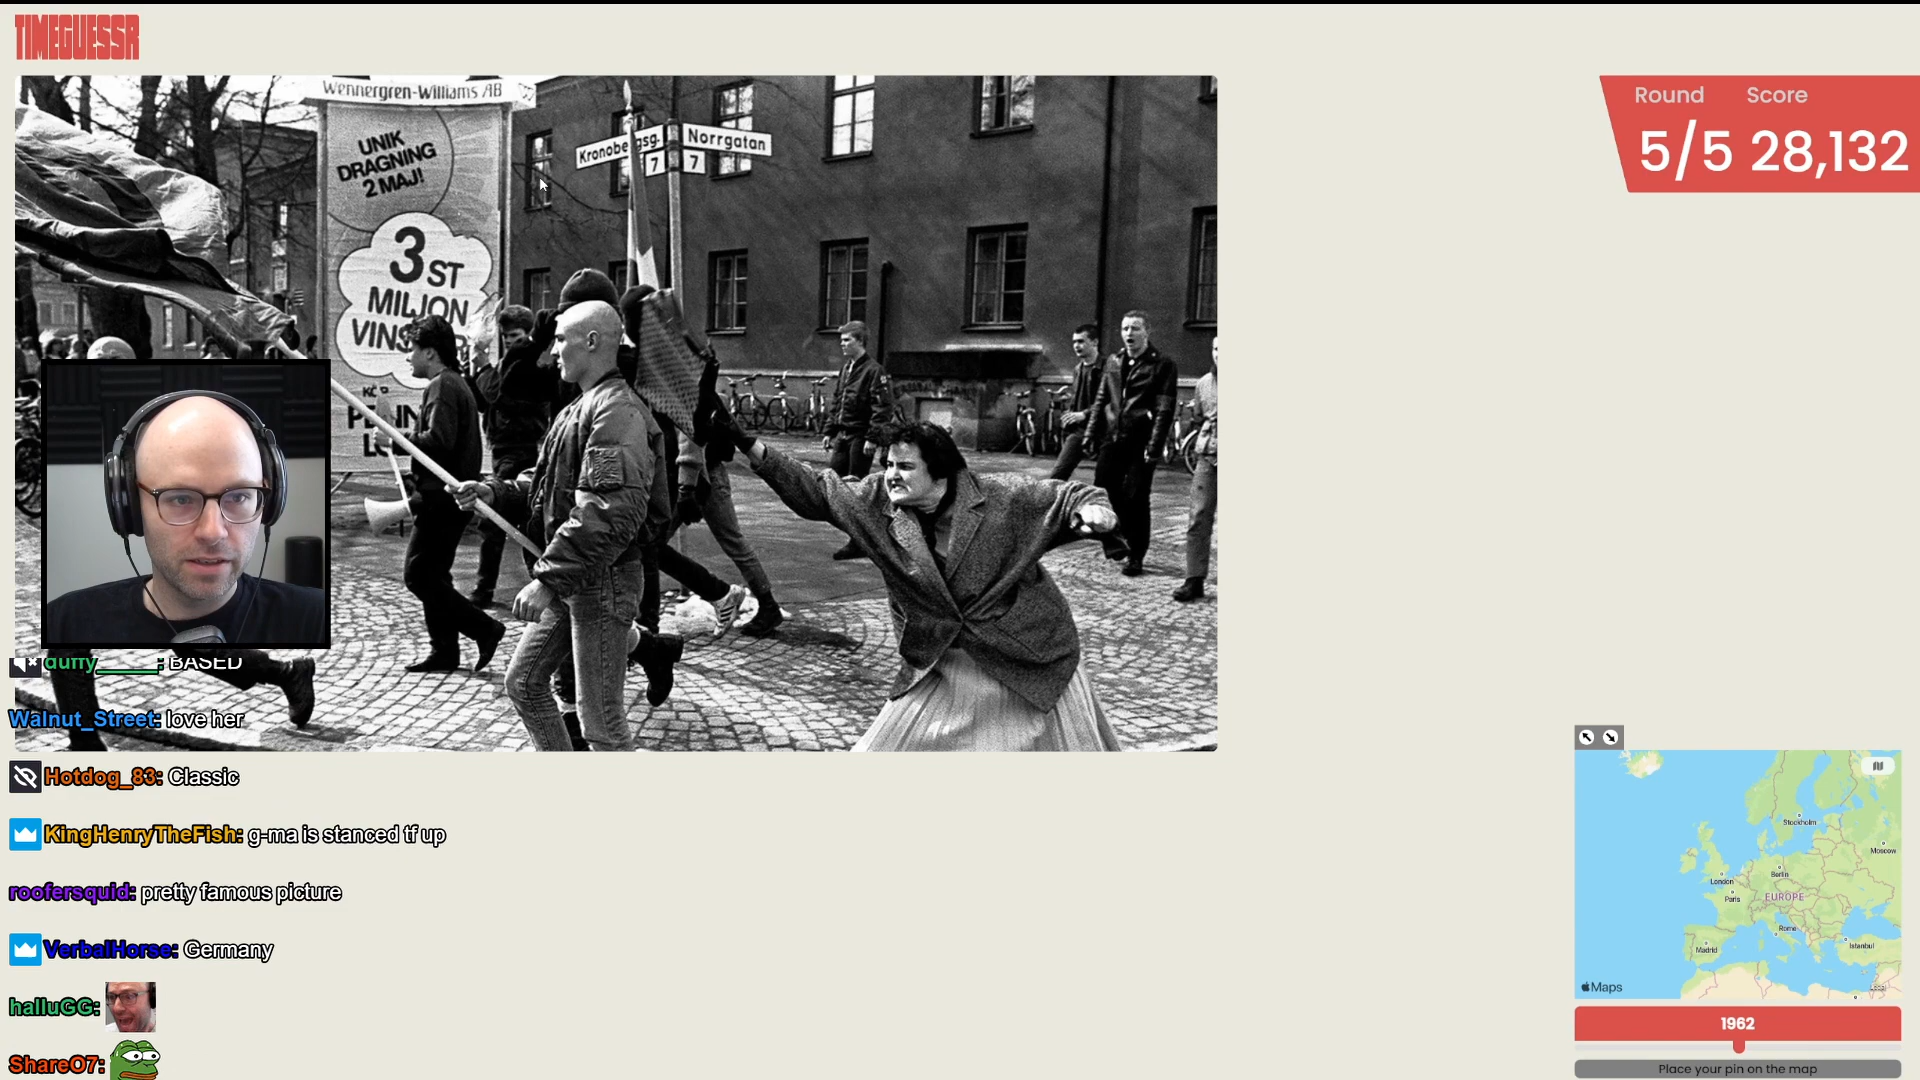 TIMEGUESSR
Round Score
5/5 28,132
Wennergren-Williams AB
UNIK
DRAGNING
2 MAJ!
3 ST
MILJON
Norrgatan
7 7
duffy_____: BASED
Walnut_Street: love her
Hotdog_83: Classic
KingHenryTheFish: g-ma is stanced tf up
roofersquid: pretty famous picture
VerbalHorse: Germany
halluGG:
ShareO7:
Stockholm
Moscow
Berlin
London
Paris
EUROPE
Rome
Madrid
Istanbul
Maps
1962
Place your pin on the map